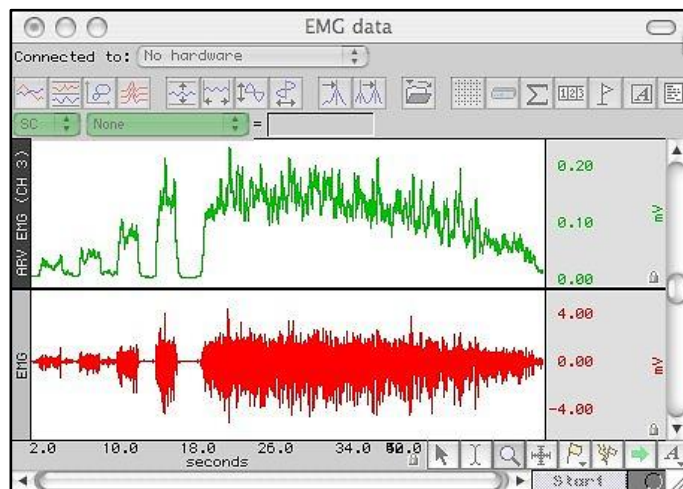 EMG data
Connected to: No hardware
SC None =
ARV EMG (CH 3)
0.20
0.10
0.00
mV
EMG
4.00
0.00
-4.00
mV
2.0 10.0 18.0 26.0 34.0
seconds
Start